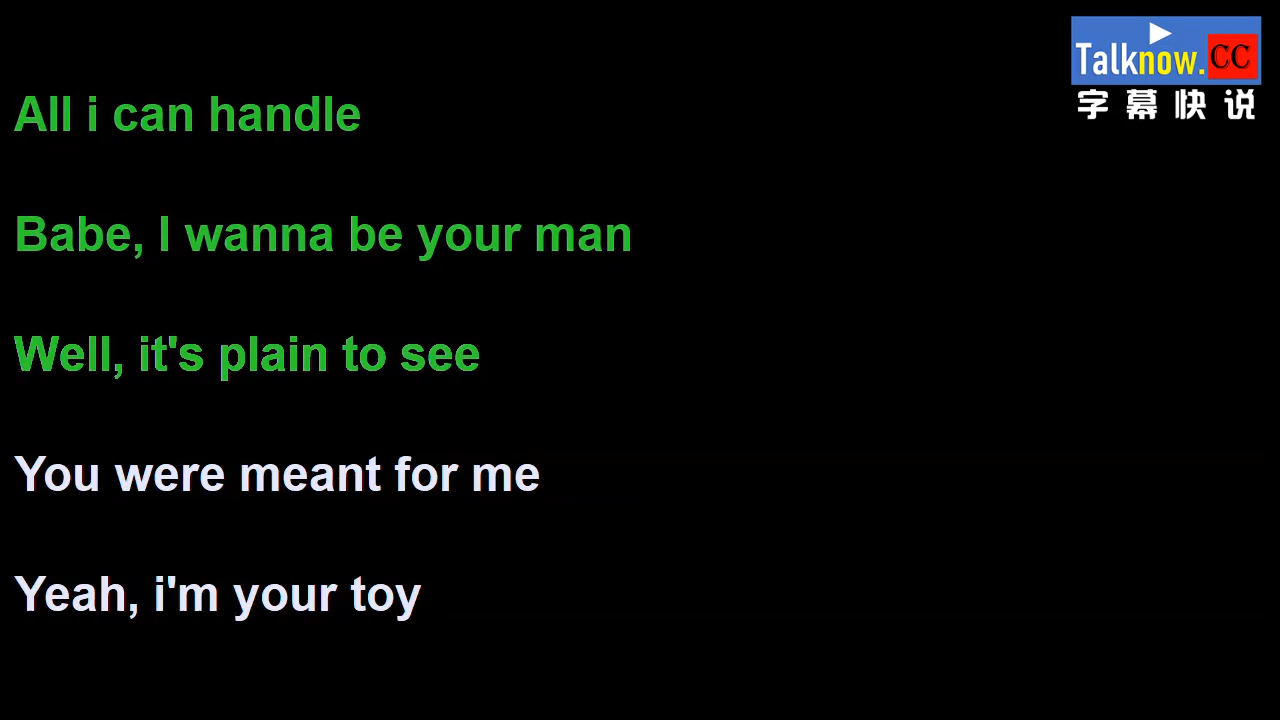 Talknow.CC
字幕快说
All i can handle
Babe, I wanna be your man
Well, it's plain to see
You were meant for me
Yeah, i'm your toy